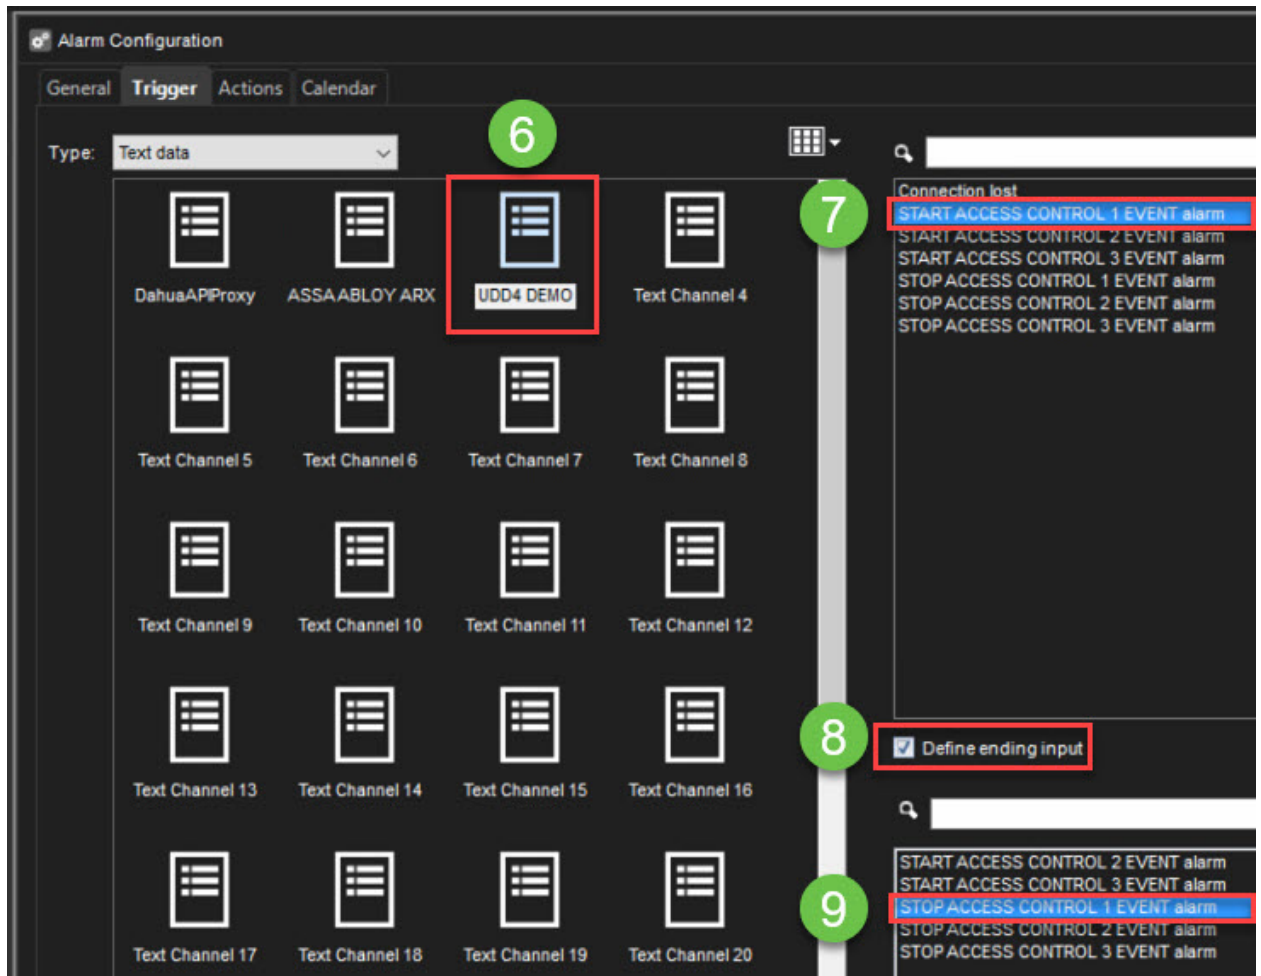 Alarm Configuration
General Trigger Actions Calendar
6
Type: Text data
Connection lost
7
START ACCESS CONTROL 1 EVENT alarm
START ACCESS CONTROL 2 EVENT alarm
START ACCESS CONTROL 3 EVENT alarm
STOP ACCESS CONTROL 1 EVENT alarm
STOP ACCESS CONTROL 2 EVENT alarm
STOP ACCESS CONTROL 3 EVENT alarm
DahuaAPIProxy ASSA ABLOY ARX UDD4 DEMO Text Channel 4
Text Channel 5 Text Channel 6 Text Channel 7 Text Channel 8
Text Channel 9 Text Channel 10 Text Channel 11 Text Channel 12
8
Define ending input
Text Channel 13 Text Channel 14 Text Channel 15 Text Channel 16
START ACCESS CONTROL 2 EVENT alarm
START ACCESS CONTROL 3 EVENT alarm
9
STOP ACCESS CONTROL 1 EVENT alarm
STOP ACCESS CONTROL 2 EVENT alarm
STOP ACCESS CONTROL 3 EVENT alarm
Text Channel 17 Text Channel 18 Text Channel 19 Text Channel 20